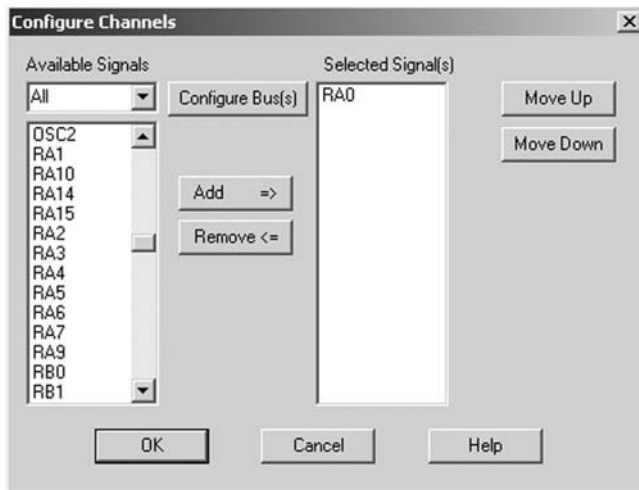 Configure Channels
Available Signals
All
Configure Bus(s)
OSC2
RA1
RA10
RA14
RA15
RA2
RA3
RA4
RA5
RA6
RA7
RA9
RB0
RB1
Add =>
Remove <=
Selected Signal(s)
RA0
Move Up
Move Down
OK
Cancel
Help